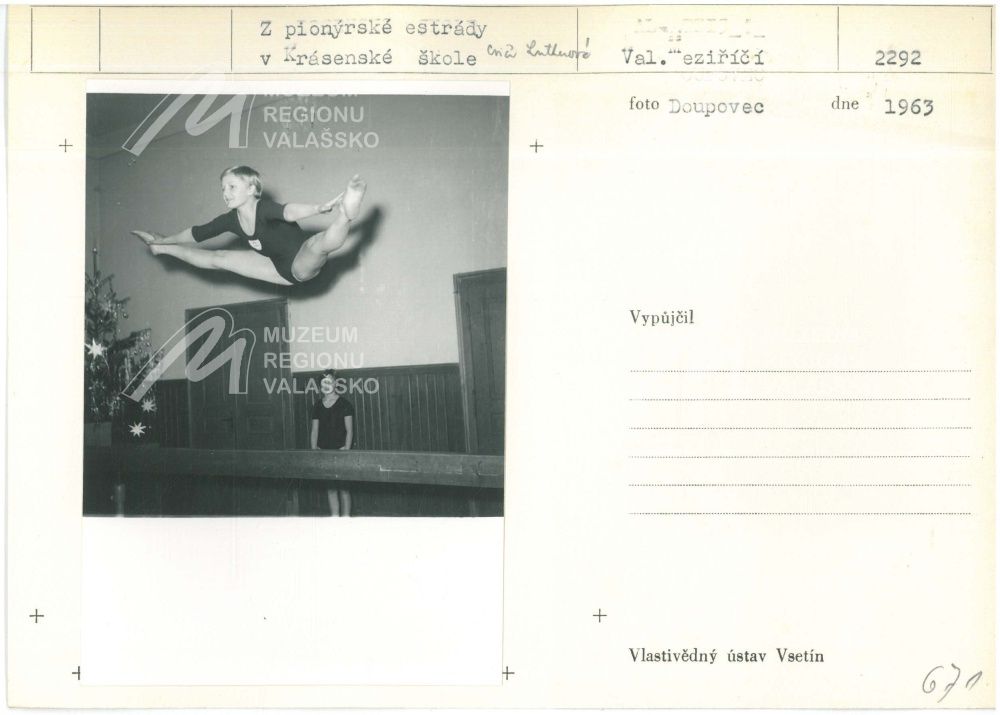 Z pionýrské estrády
v Krásenské škole
Val. meziříčí
2292
foto Doupovec dne 1963
MUZEUM
REGIONU
VALAŠSKO
MUZEUM
REGIONU
VALAŠSKO
Vypůjčil
Vlastivědný ústav Vsetín
671